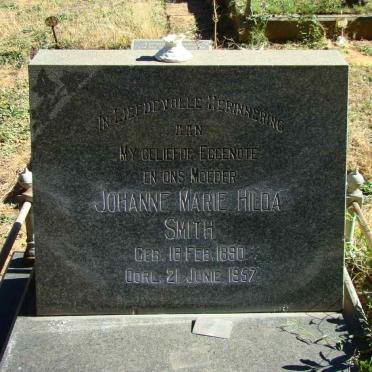 IN LIEFDEVOLLE HERINNERING
AAN
MY GELIEFDE EGGENOTE
EN ONS MOEDER
JOHANNE MARIE HILDA
SMITH
GEB. 16 FEB. 1890
OORL. 21 JUNIE 1957